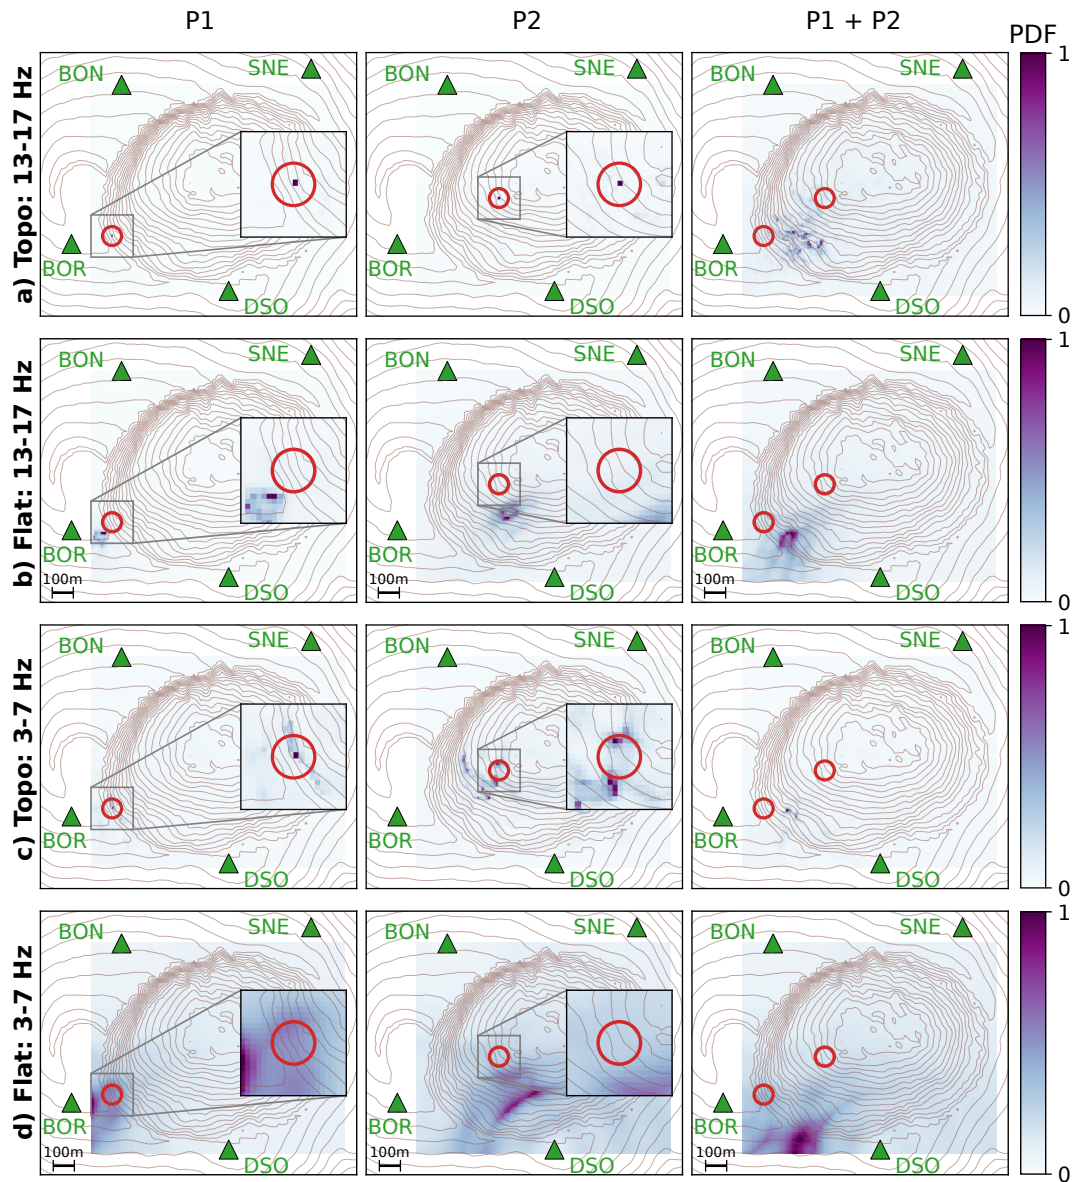 P1
P2
P1 + P2
PDF
a) Topo: 13-17 Hz
BON
SNE
BOR
DSO
BON
SNE
BOR
DSO
BON
SNE
BOR
DSO
1
0
b) Flat: 13-17 Hz
BON
SNE
BOR
DSO
100m
BON
SNE
BOR
DSO
100m
BON
SNE
BOR
DSO
100m
1
0
c) Topo: 3-7 Hz
BON
SNE
BOR
DSO
BON
SNE
BOR
DSO
BON
SNE
BOR
DSO
1
0
d) Flat: 3-7 Hz
BON
SNE
BOR
DSO
100m
BON
SNE
BOR
DSO
100m
BON
SNE
BOR
DSO
100m
1
0